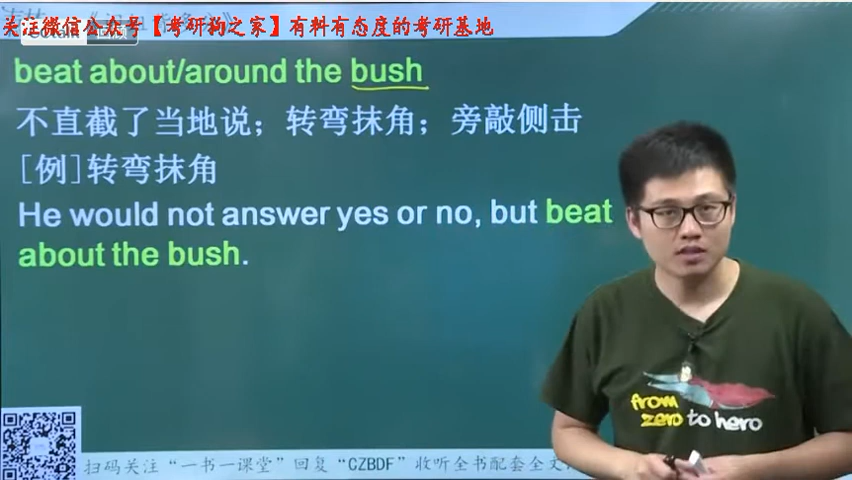 关注微信公众号【考研狗之家】有料有态度的考研基地
beat about/around the bush
不直截了当地说；转弯抹角；旁敲侧击
[例]转弯抹角
He would not answer yes or no, but beat
about the bush.
from
zero to hero
扫码关注“一书一课堂”回复“CZBDF”收听全书配套全文